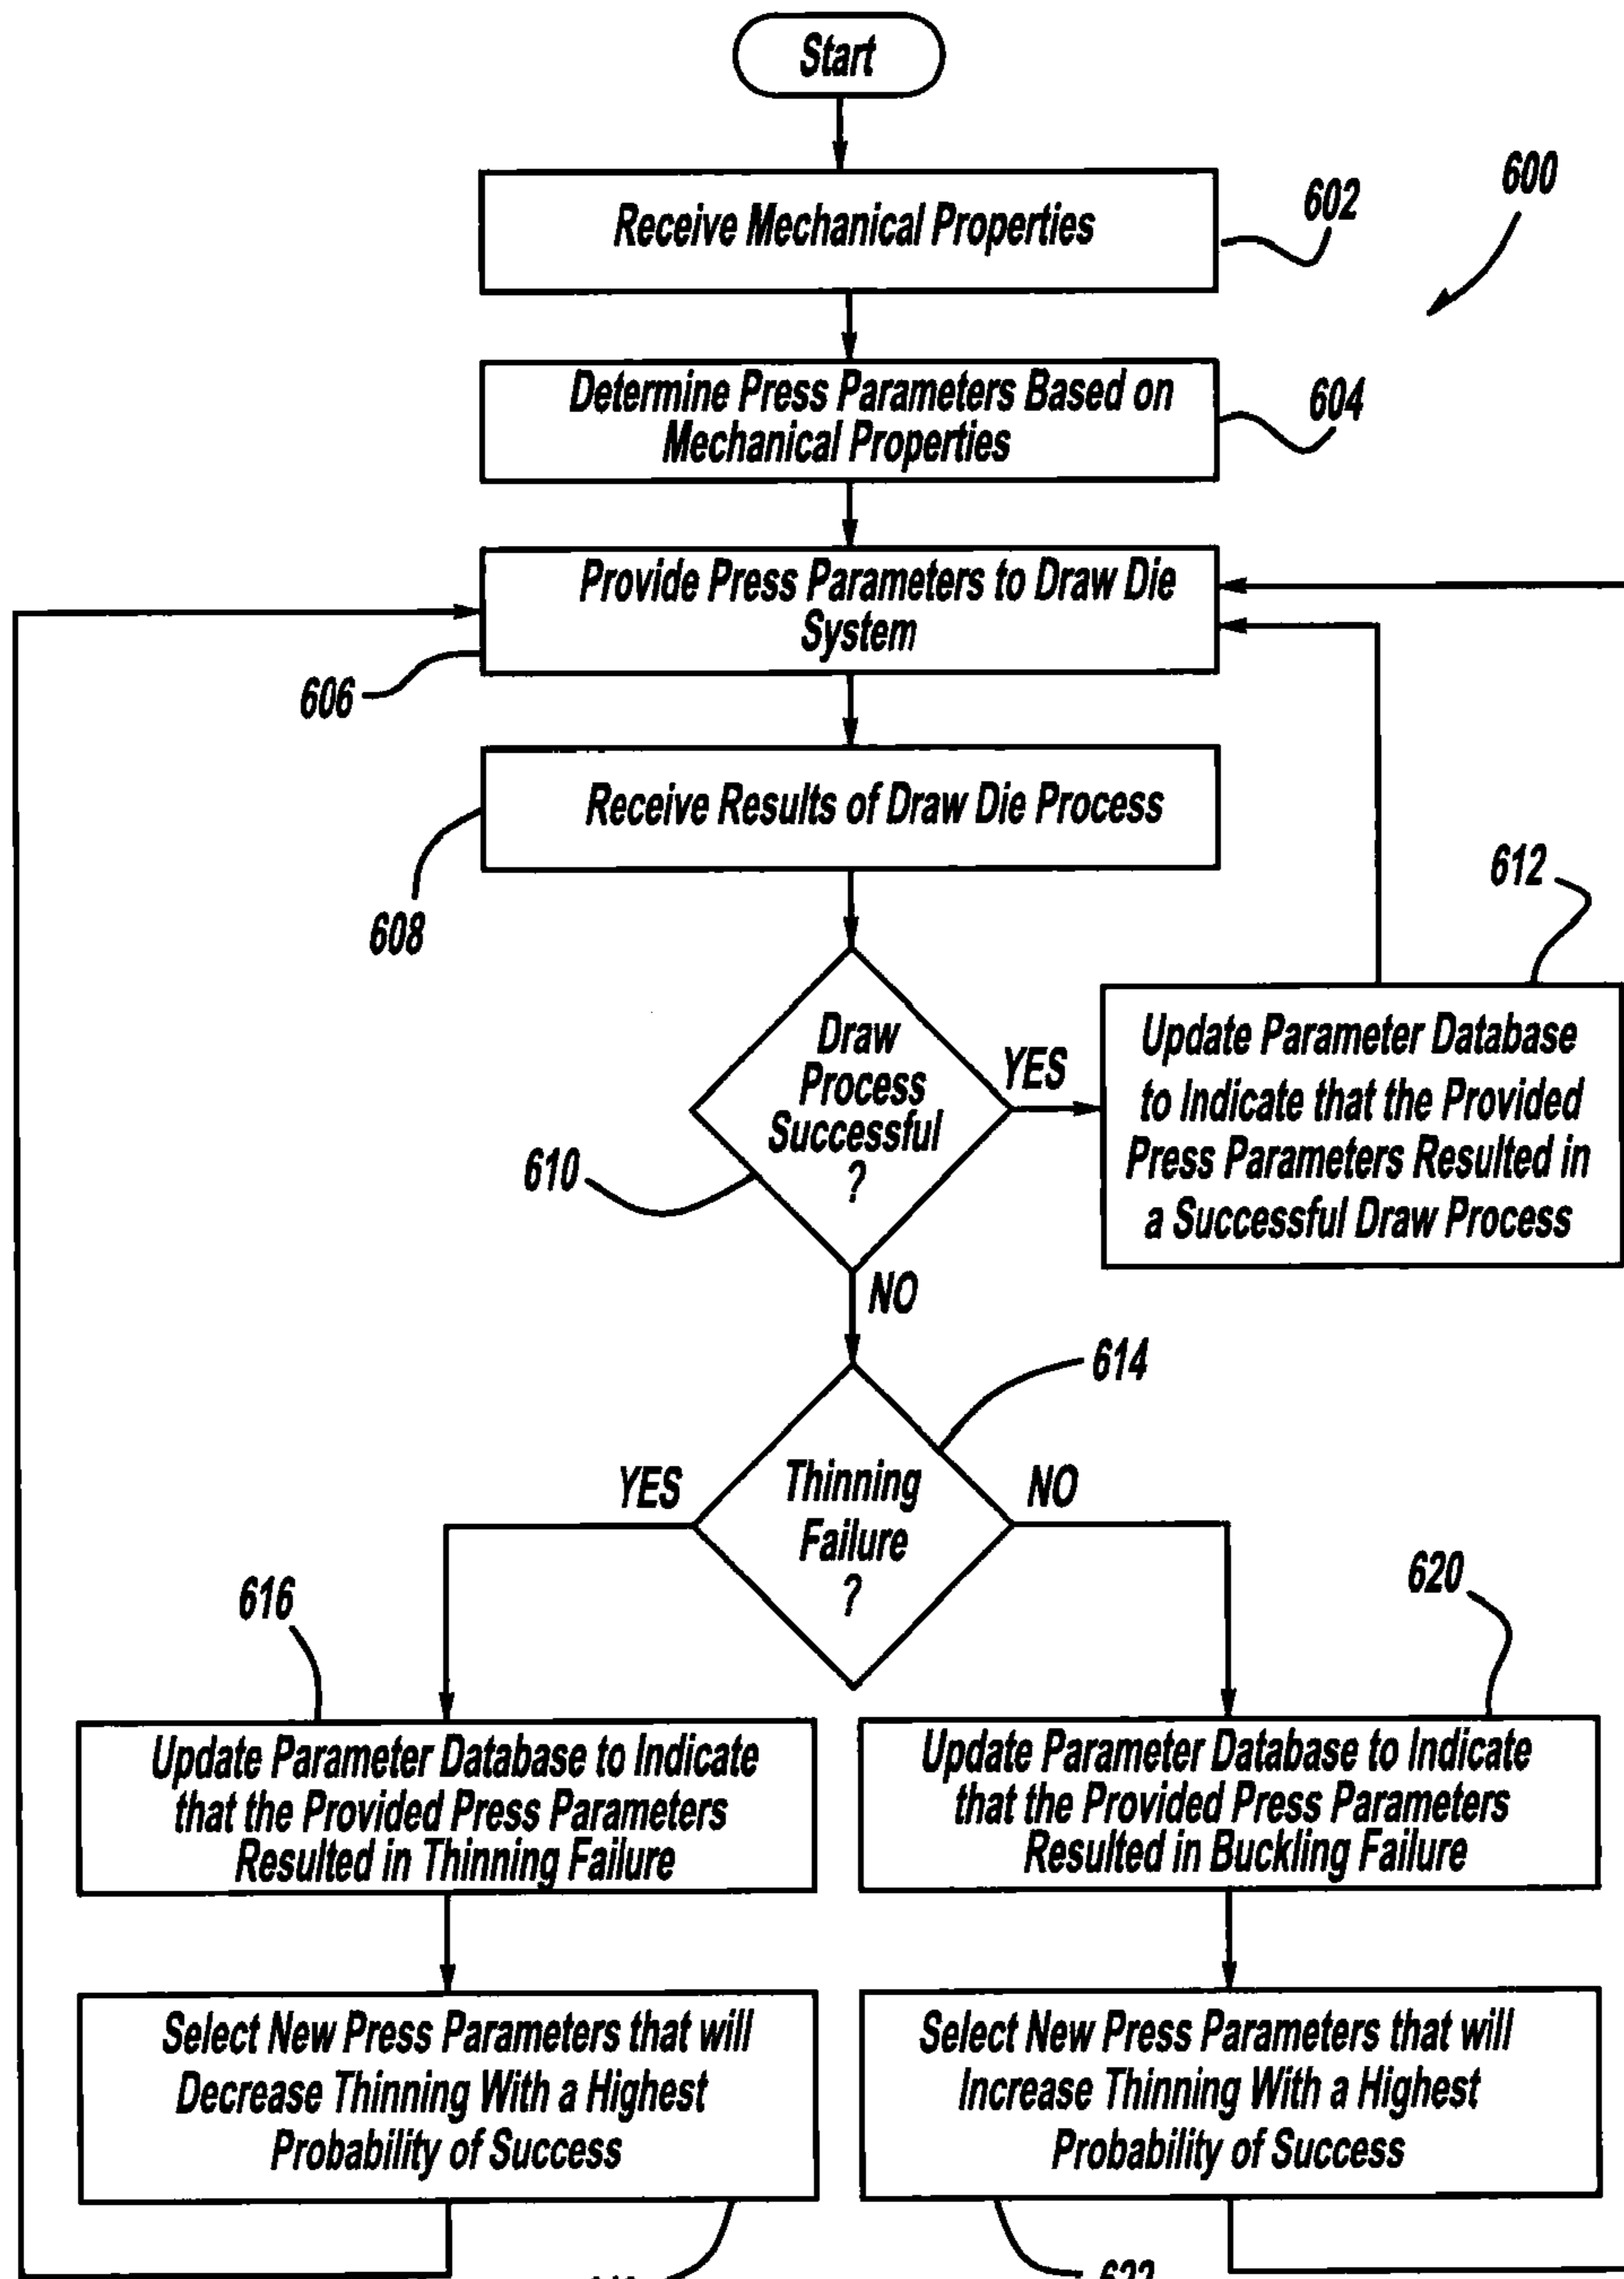 Start
600
Receive Mechanical Properties
602
Determine Press Parameters Based on
Mechanical Properties
604
Provide Press Parameters to Draw Die
System
606
Receive Results of Draw Die Process
608
Draw
Process
Successful
?
610
YES
612
Update Parameter Database
to Indicate that the Provided
Press Parameters Resulted in
a Successful Draw Process
NO
614
Thinning
Failure
?
YES
NO
616
620
Update Parameter Database to Indicate
that the Provided Press Parameters
Resulted in Thinning Failure
Update Parameter Database to Indicate
that the Provided Press Parameters
Resulted in Buckling Failure
Select New Press Parameters that will
Decrease Thinning With a Highest
Probability of Success
Select New Press Parameters that will
Increase Thinning With a Highest
Probability of Success